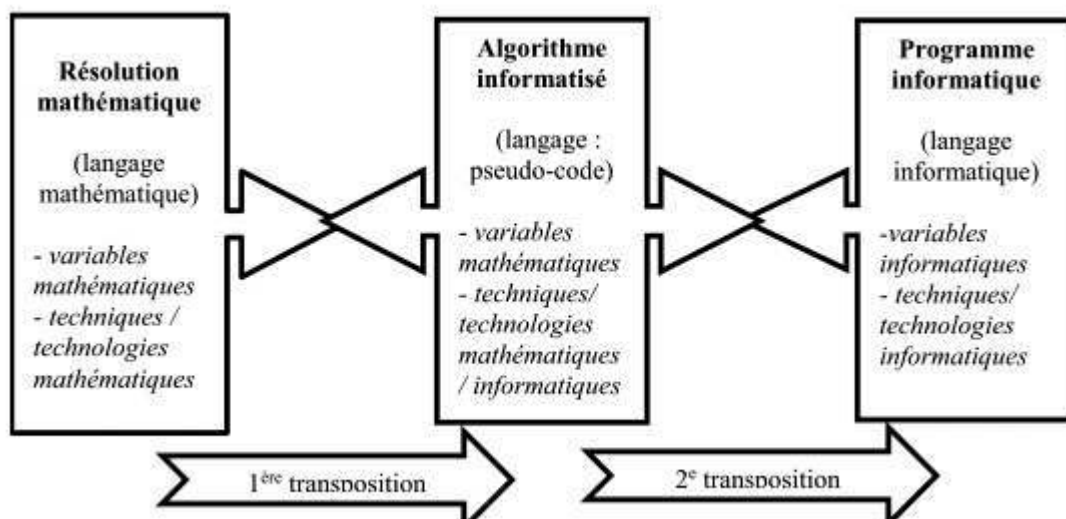 Résolution
mathématique
(langage
mathématique)
- variables
mathématiques
- techniques /
technologies
mathématiques
Algorithme
informatisé
(langage :
pseudo-code)
- variables
mathématiques
- techniques/
technologies
mathématiques
/ informatiques
Programme
informatique
(langage
informatique)
-variables
informatiques
- techniques/
technologies
informatiques
1ère transposition
2e transposition